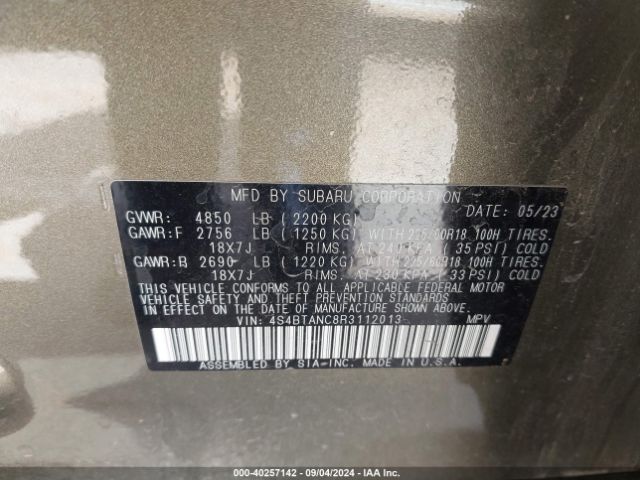 MFD BY SUBARU CORPORATION
GVWR: 4850 LB (2200 KG) DATE: 05/23
GAWR:F 2756 LB (1250 KG) WITH 225/60R18 100H TIRES.
18X7J RIMS. AT 240 KPA ( 35 PSI) COLD
GAWR:R 2690 LB (1220 KG) WITH 225/60R18 100H TIRES.
18X7J RIMS. AT 230 KPA ( 33 PSI) COLD
THIS VEHICLE CONFORMS TO ALL APPLICABLE FEDERAL MOTOR
VEHICLE SAFETY AND THEFT PREVENTION STANDARDS IN EFFECT
ON THE DATE OF MANUFACTURE SHOWN ABOVE.
VIN: 4S4BTANC8R3112013 MPV
ASSEMBLED BY SIA-INC. MADE IN U.S.A.
000-40257142 - 09/04/2024 - IAA Inc.